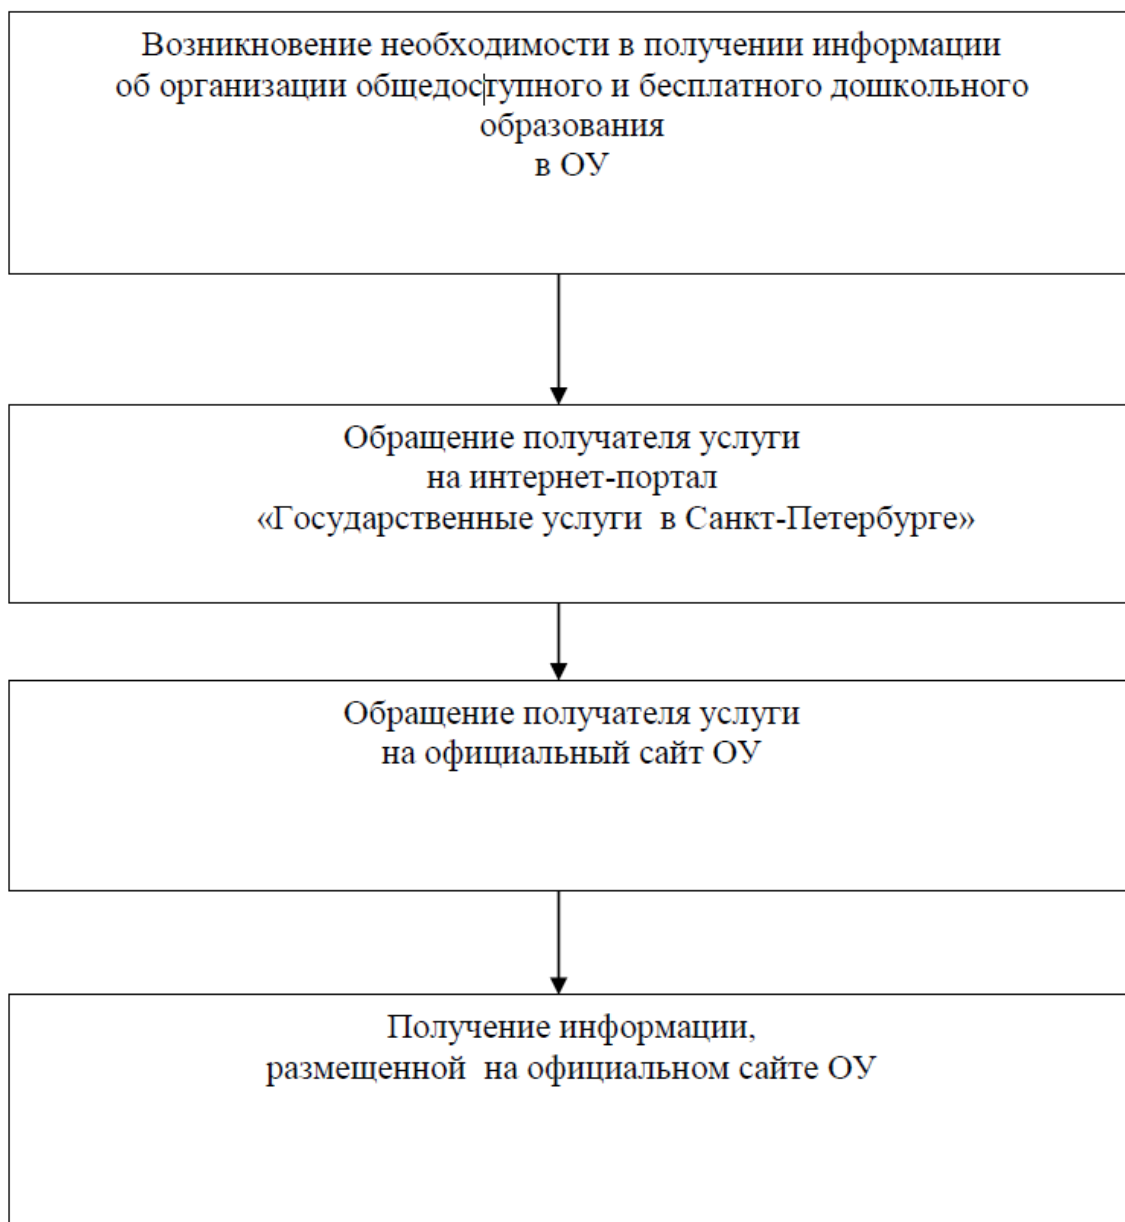 Возникновение необходимости в получении информации
об организации общедоступного и бесплатного дошкольного
образования
в ОУ
Обращение получателя услуги
на интернет-портал
«Государственные услуги в Санкт-Петербурге»
Обращение получателя услуги
на официальный сайт ОУ
Получение информации,
размещенной на официальном сайте ОУ